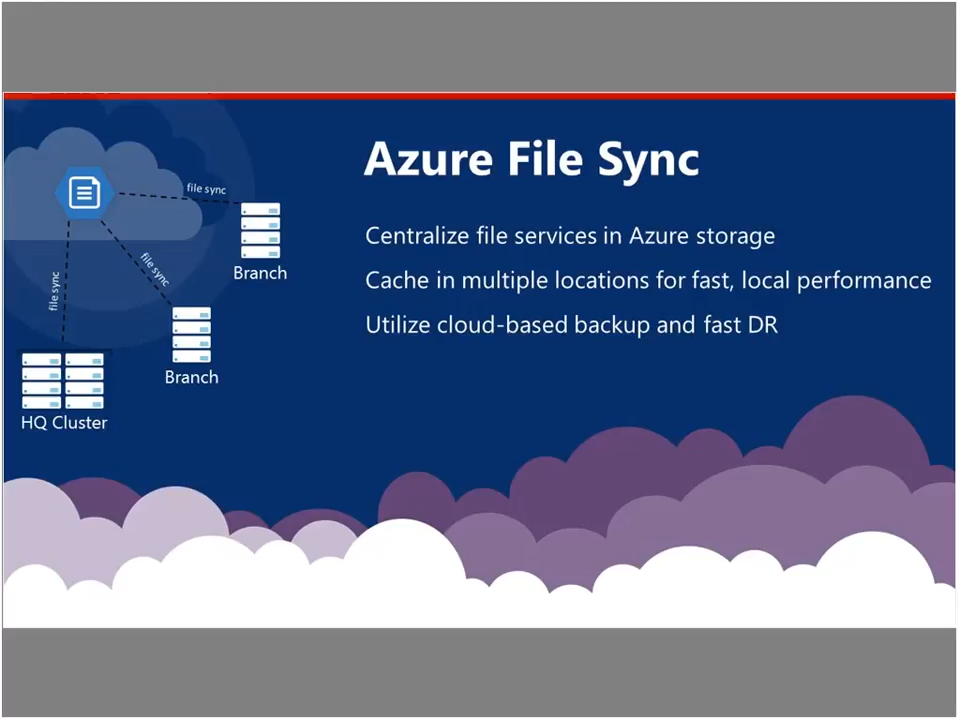 Azure File Sync
Centralize file services in Azure storage
Cache in multiple locations for fast, local performance
Utilize cloud-based backup and fast DR
file sync
Branch
file sync
Branch
file sync
HQ Cluster